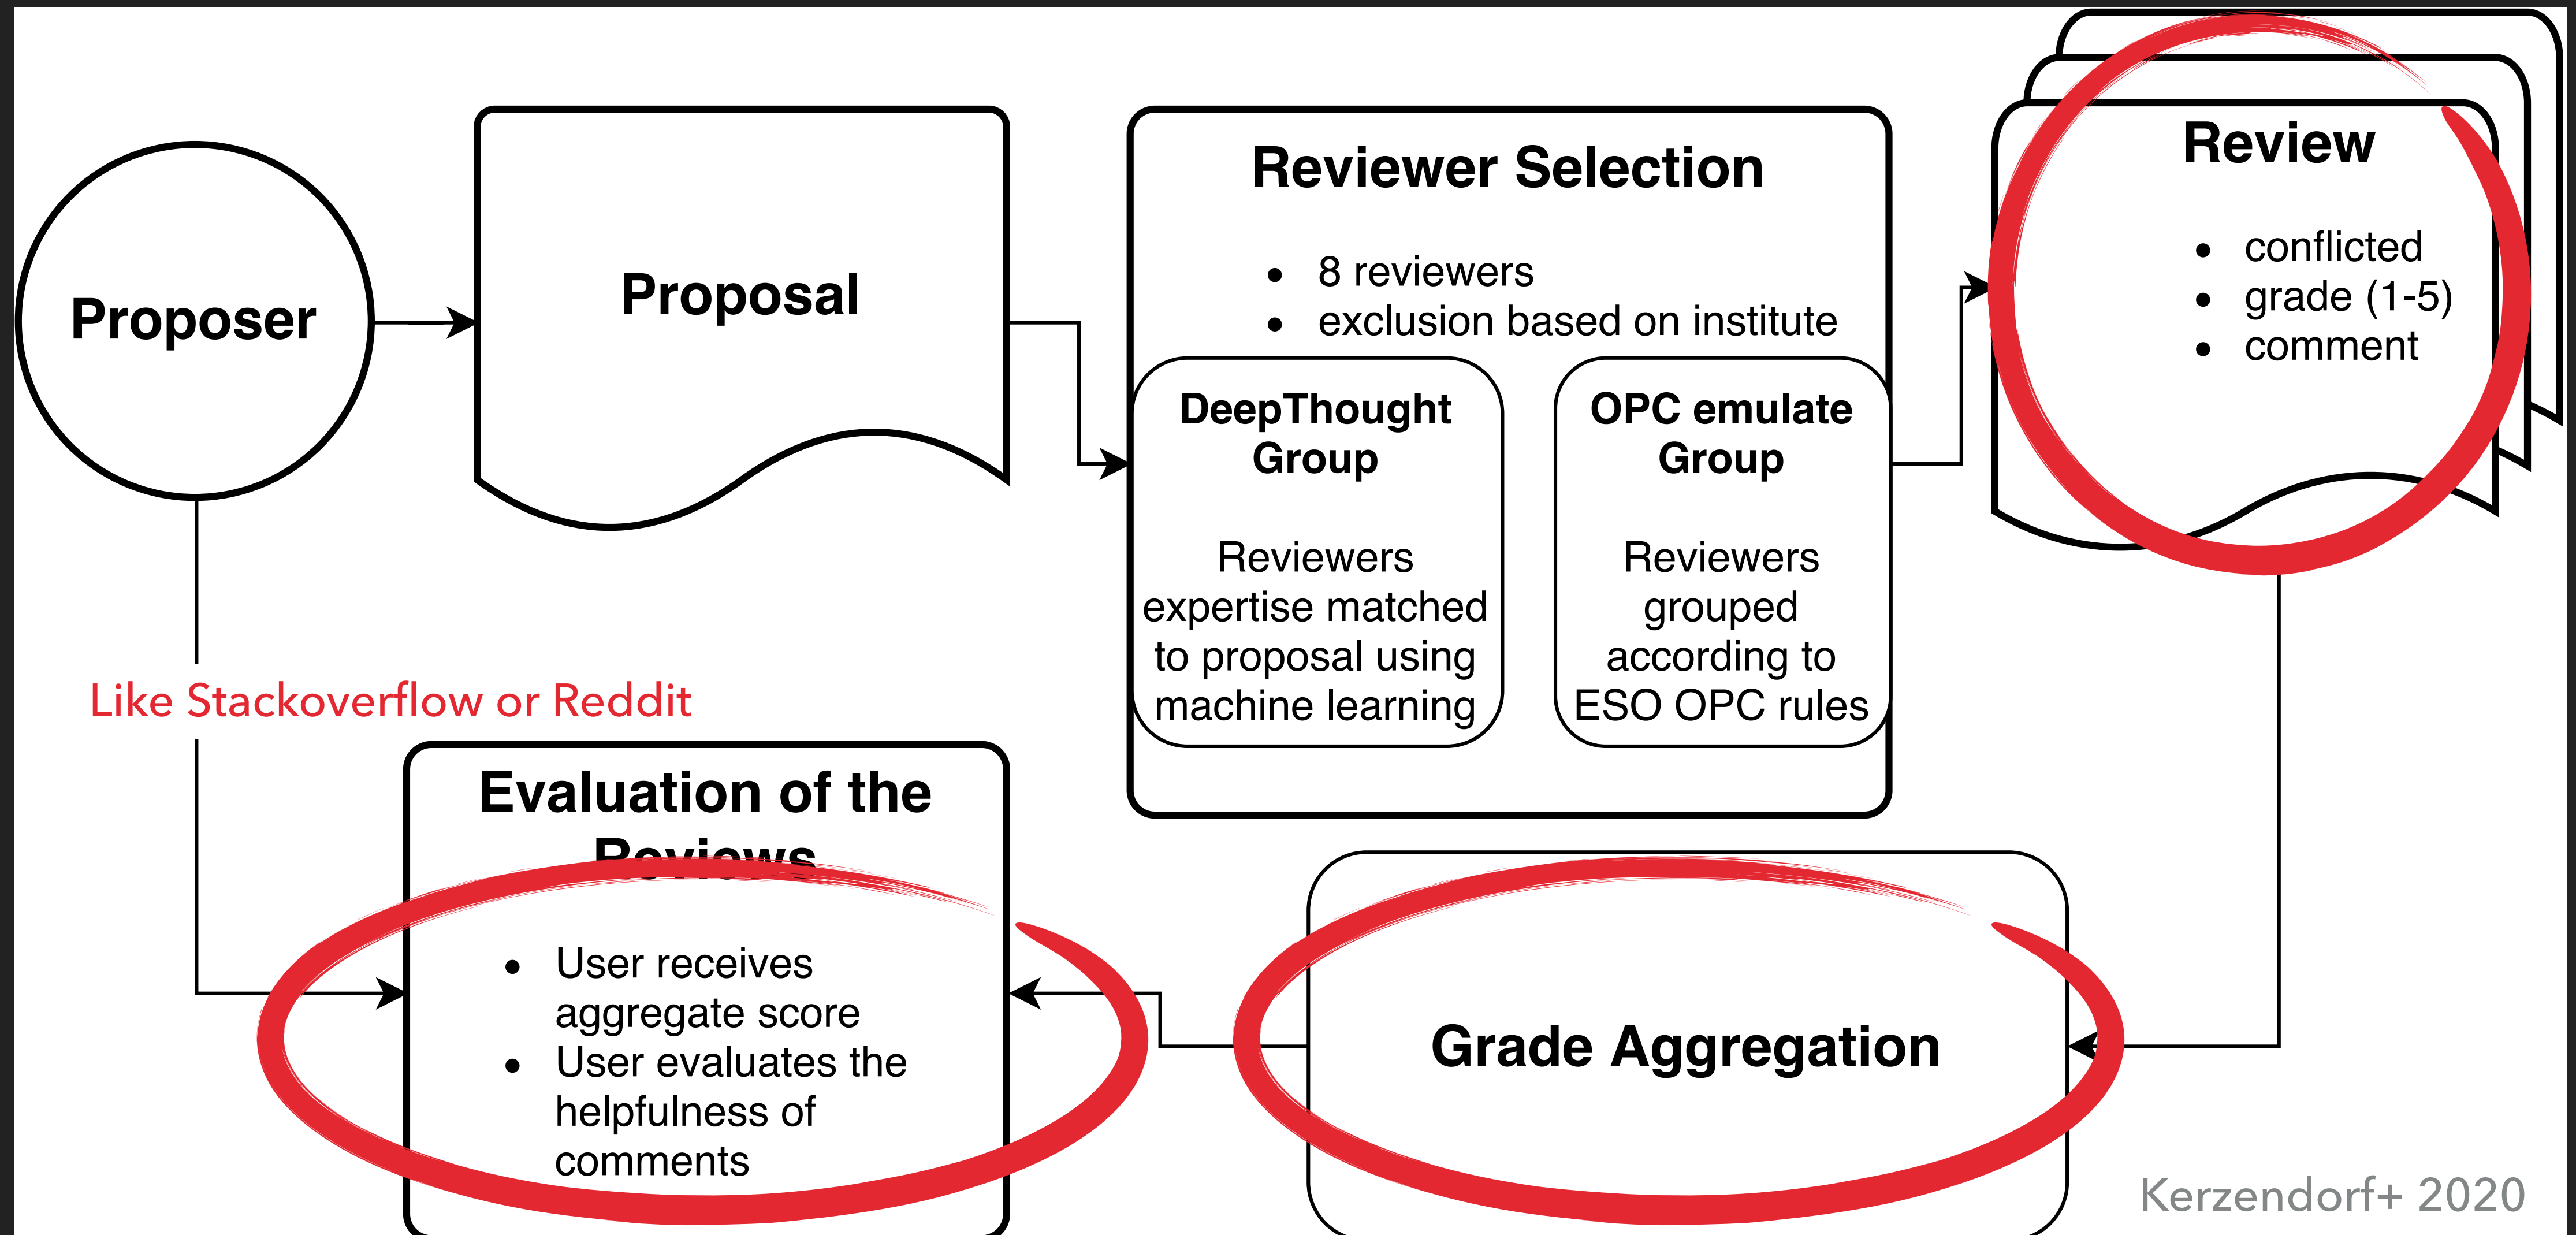 Proposer
Proposal
Reviewer Selection
• 8 reviewers
• exclusion based on institute
DeepThought
Group
Reviewers
expertise matched
to proposal using
machine learning
OPC emulate
Group
Reviewers
grouped
according to
ESO OPC rules
Review
• conflicted
• grade (1-5)
• comment
Like Stackoverflow or Reddit
Evaluation of the
Reviews
• User receives
aggregate score
• User evaluates the
helpfulness of
comments
Grade Aggregation
Kerzendorf+ 2020